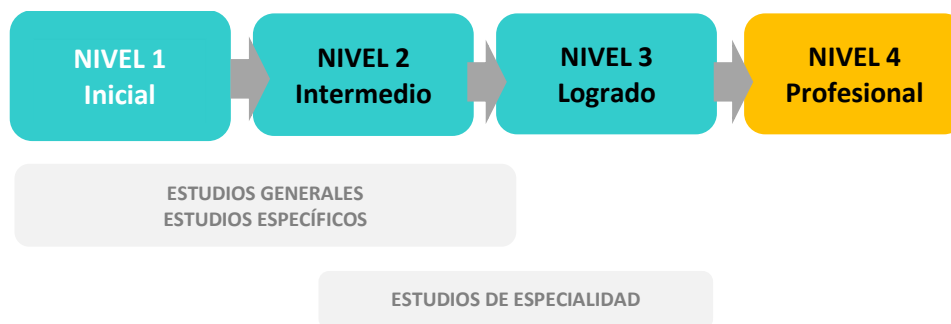 NIVEL 1
Inicial
NIVEL 2
Intermedio
NIVEL 3
Logrado
NIVEL 4
Profesional
ESTUDIOS GENERALES
ESTUDIOS ESPECÍFICOS
ESTUDIOS DE ESPECIALIDAD